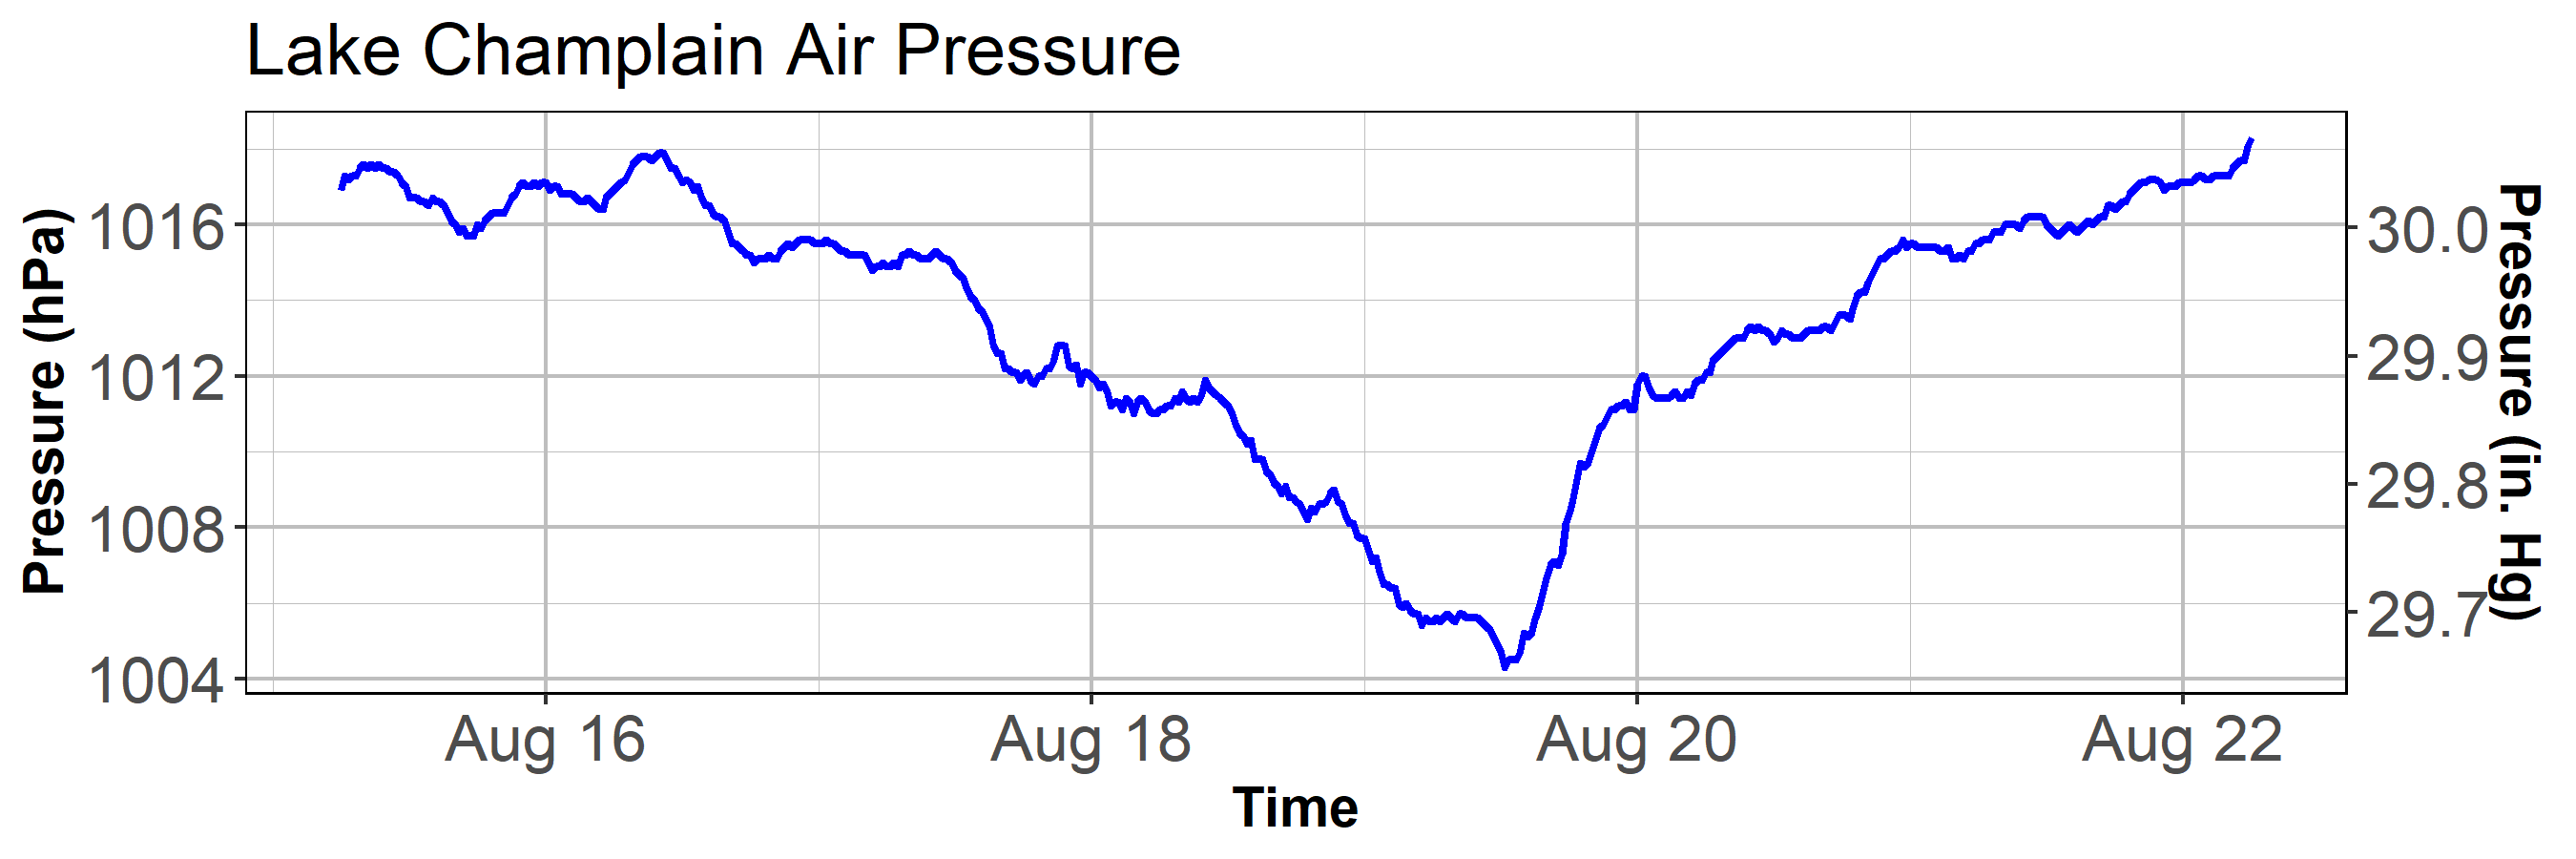 Lake Champlain Air Pressure
Pressure (hPa)
1016
1012
1008
1004
30.0
29.9
29.8
29.7
Pressure (in. Hg)
Aug 16
Aug 18
Aug 20
Aug 22
Time